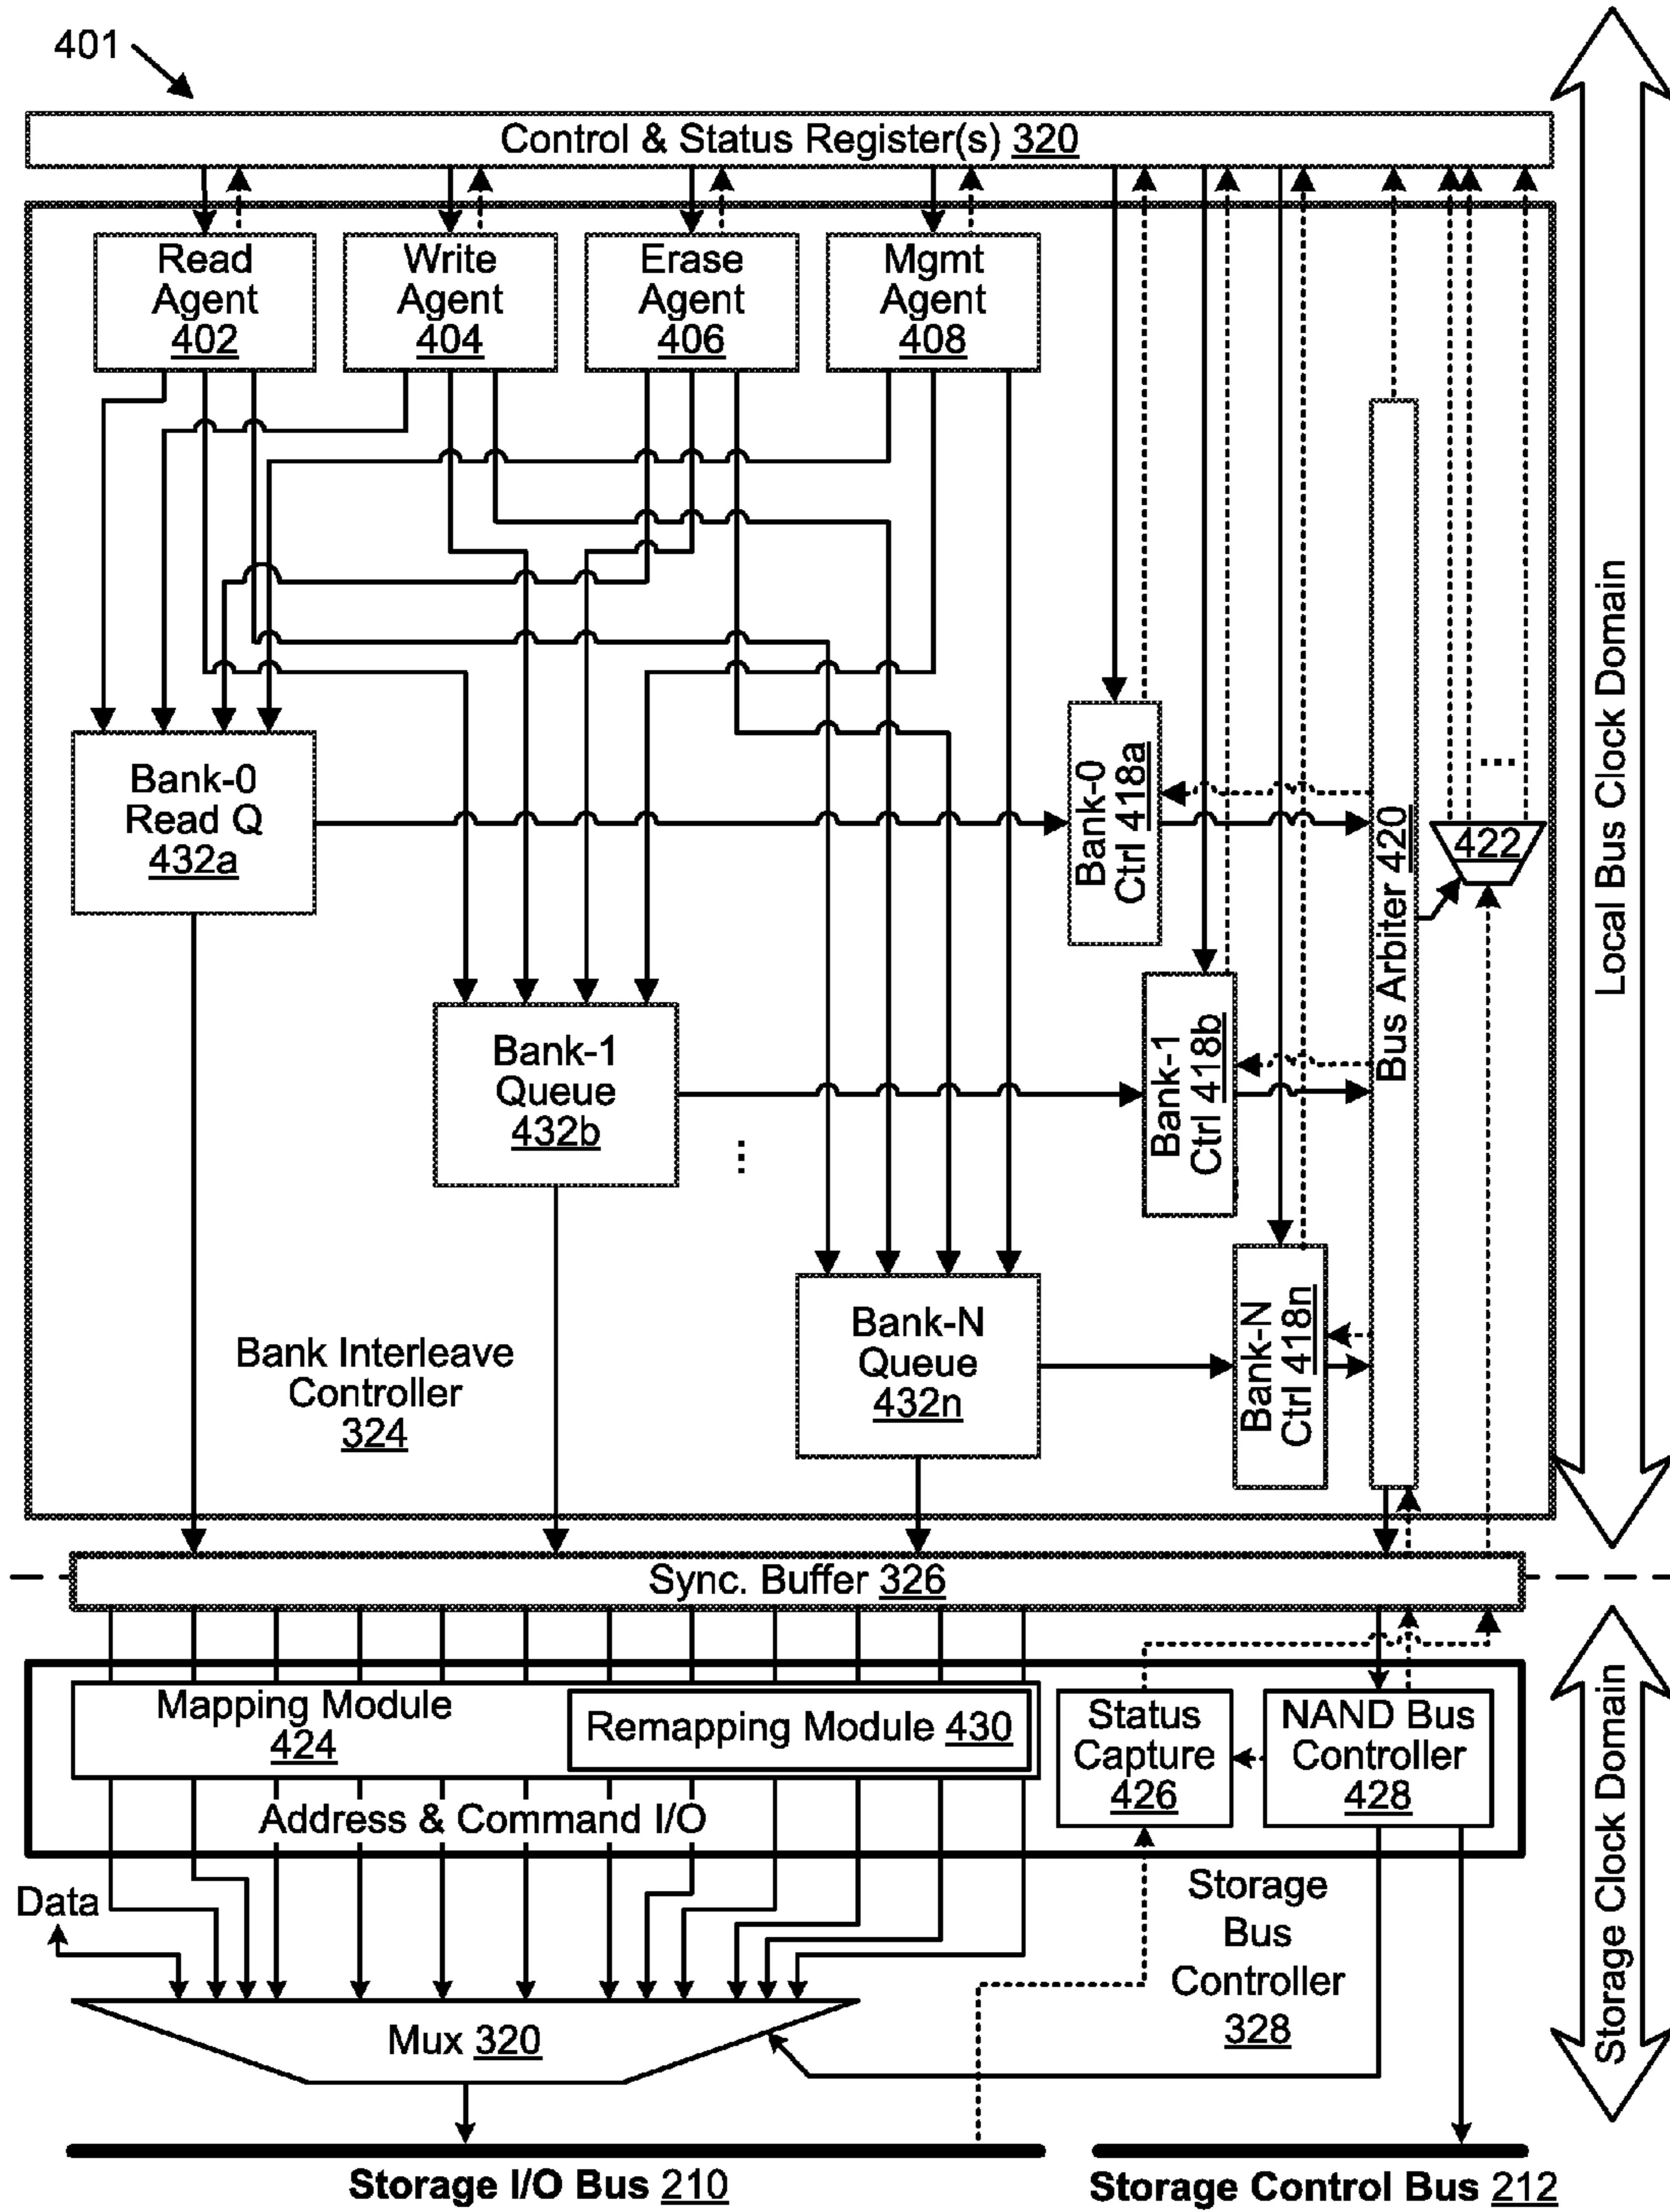 401
Control & Status Register(s) 320
Read
Agent
402
Write
Agent
404
Erase
Agent
406
Mgmt
Agent
408
Bank-0
Read Q
432a
Bank-0
Ctrl 418a
Bus Arbiter 420
...
422
Local Bus Clock Domain
Bank-1
Queue
432b
...
Bank-1
Ctrl 418b
Bank-N
Queue
432n
Bank-N
Ctrl 418n
Bank Interleave
Controller
324
Sync. Buffer 326
Mapping Module
424
Remapping Module 430
Status
Capture
426
NAND Bus
Controller
428
Address & Command I/O
Storage Clock Domain
Data
Storage
Bus
Controller
328
Mux 320
Storage I/O Bus 210
Storage Control Bus 212